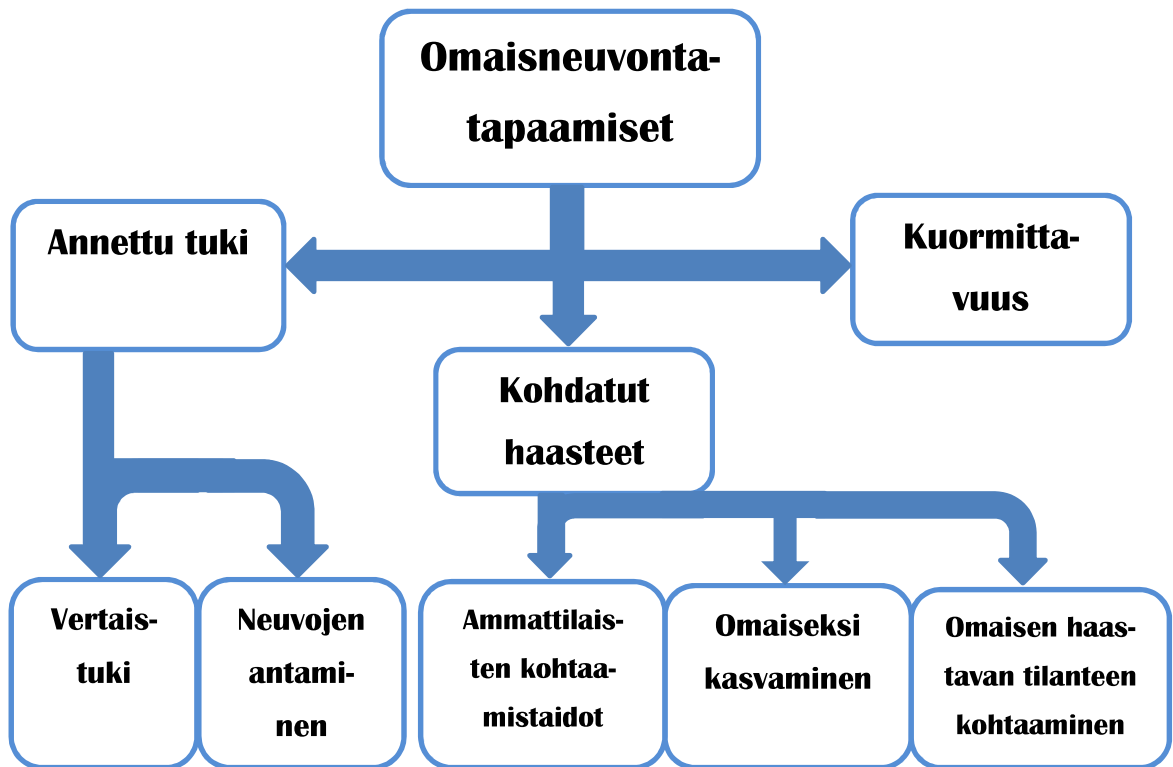 Omaisneuvonta-
tapaamiset
Annettu tuki
Kuormitta-
vuus
Kohdatut
haasteet
Vertais-
tuki
Neuvojen
antami-
nen
Ammattilais-
ten kohtaa-
mistaidot
Omaiseksi
kasvaminen
Omaisen haas-
tavan tilanteen
kohtaaminen